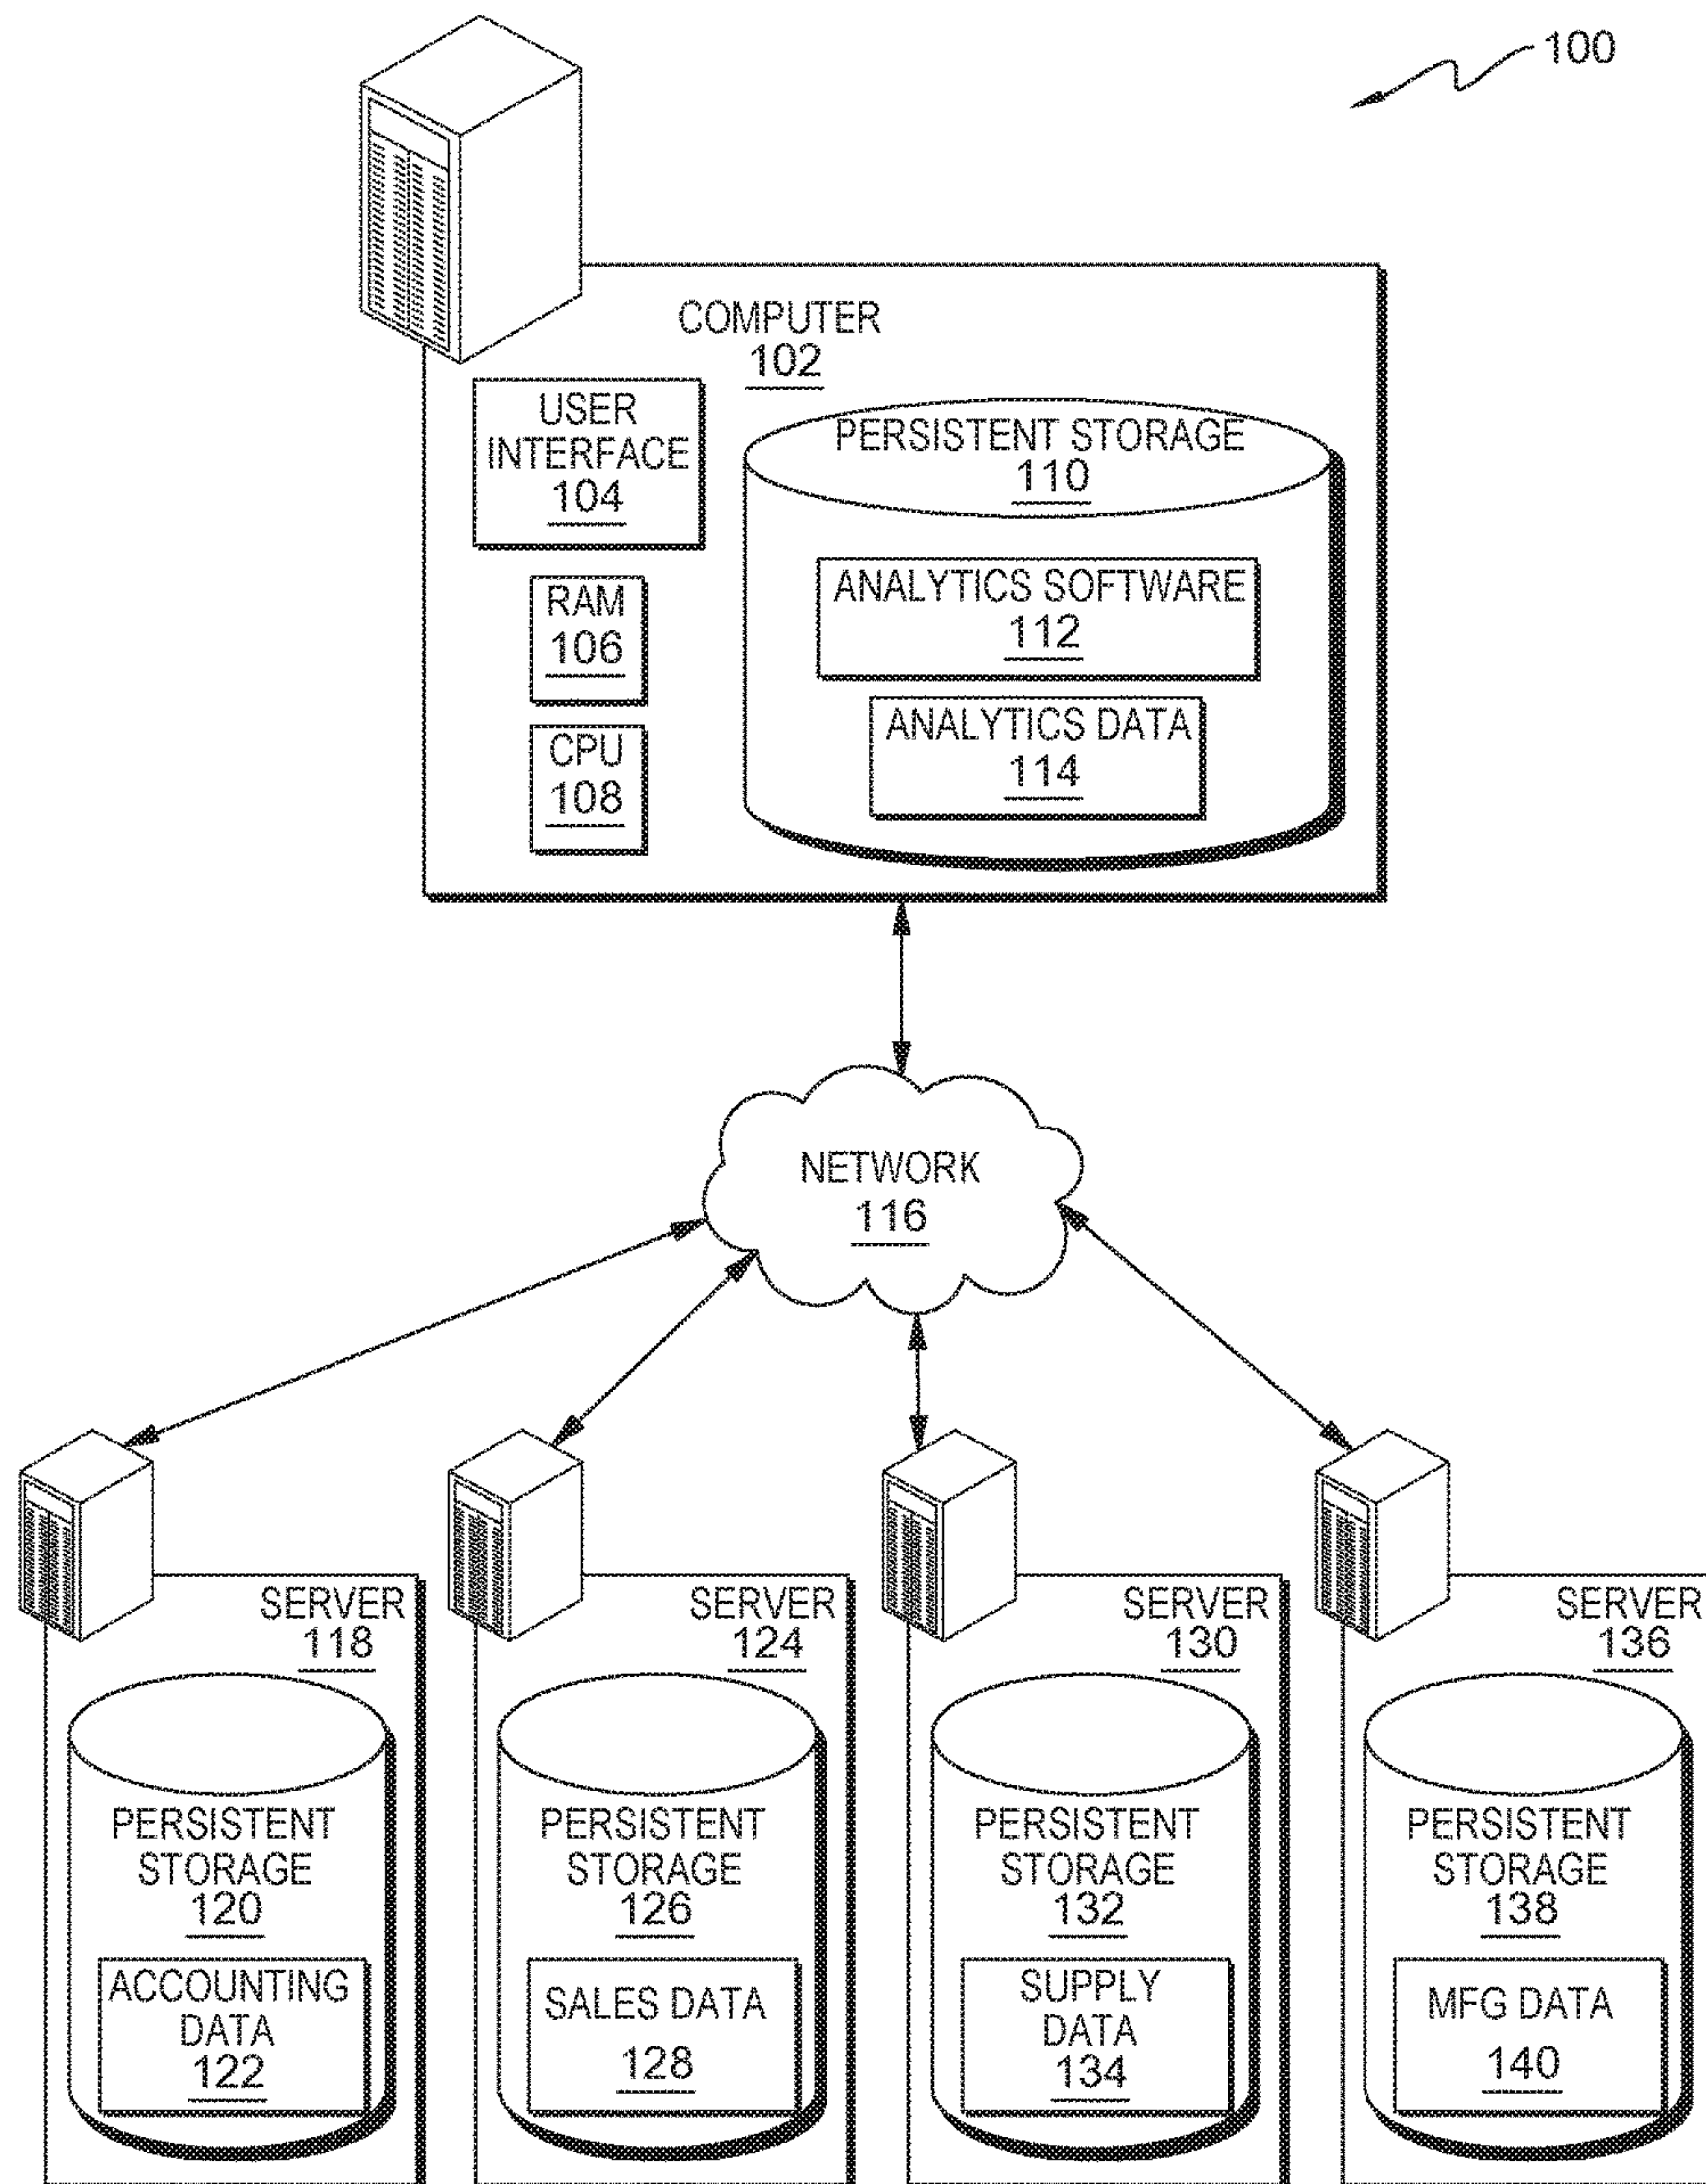 100
COMPUTER
102
USER
INTERFACE
104
PERSISTENT STORAGE
110
RAM
106
ANALYTICS SOFTWARE
112
CPU
108
ANALYTICS DATA
114
NETWORK
116
SERVER
118
PERSISTENT
STORAGE
120
ACCOUNTING
DATA
122
SERVER
124
PERSISTENT
STORAGE
126
SALES DATA
128
SERVER
130
PERSISTENT
STORAGE
132
SUPPLY
DATA
134
SERVER
136
PERSISTENT
STORAGE
138
MFG DATA
140